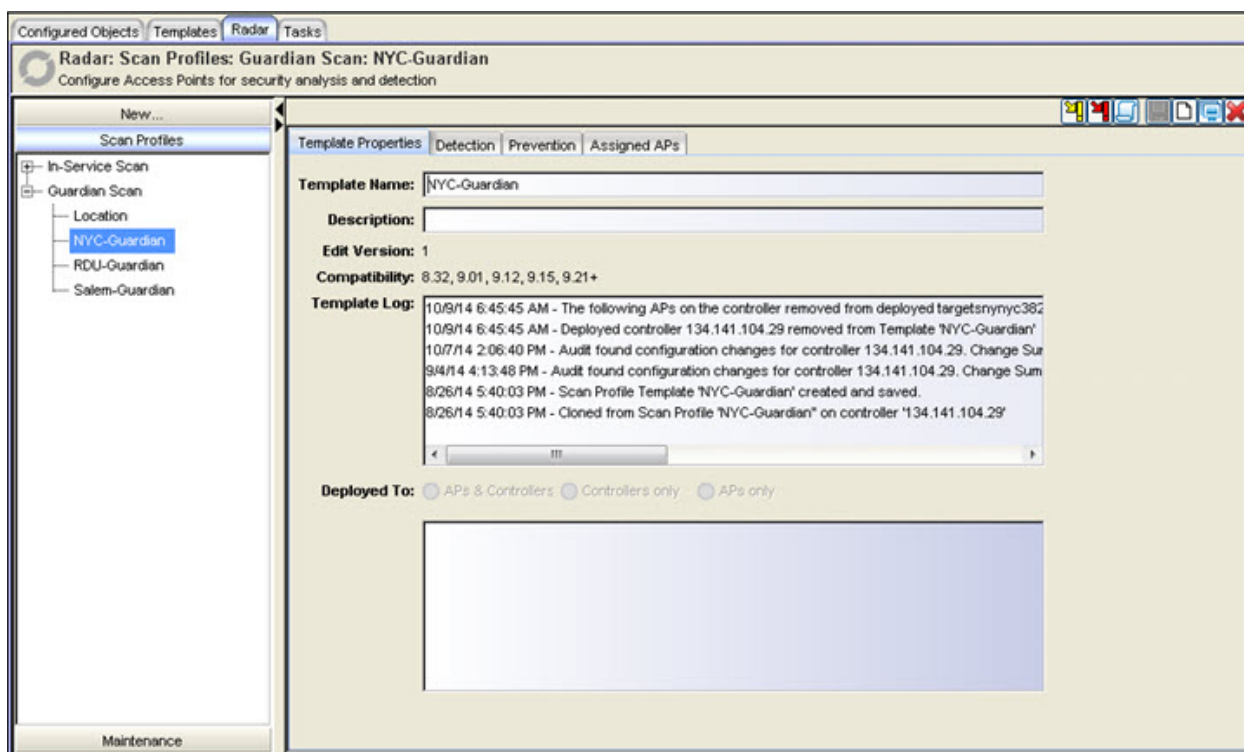 Configured Objects Templates Radar Tasks
Radar: Scan Profiles: Guardian Scan: NYC-Guardian
Configure Access Points for security analysis and detection
New...
Scan Profiles
In-Service Scan
Guardian Scan
Location
NYC-Guardian
RDU-Guardian
Salem-Guardian
Maintenance
Template Properties Detection Prevention Assigned APs
Template Name: NYC-Guardian
Description:
Edit Version: 1
Compatibility: 8.32, 9.01, 9.12, 9.15, 9.21+
Template Log:
10/9/14 6:45:45 AM - The following APs on the controller removed from deployed targetsnynyc382
10/9/14 6:45:45 AM - Deployed controller 134.141.104.29 removed from Template 'NYC-Guardian'
10/7/14 2:06:40 PM - Audit found configuration changes for controller 134.141.104.29. Change Sur
9/4/14 4:13:48 PM - Audit found configuration changes for controller 134.141.104.29. Change Sum
8/26/14 5:40:03 PM - Scan Profile Template 'NYC-Guardian' created and saved.
8/26/14 5:40:03 PM - Cloned from Scan Profile 'NYC-Guardian" on controller '134.141.104.29'
Deployed To: APs & Controllers Controllers only APs only